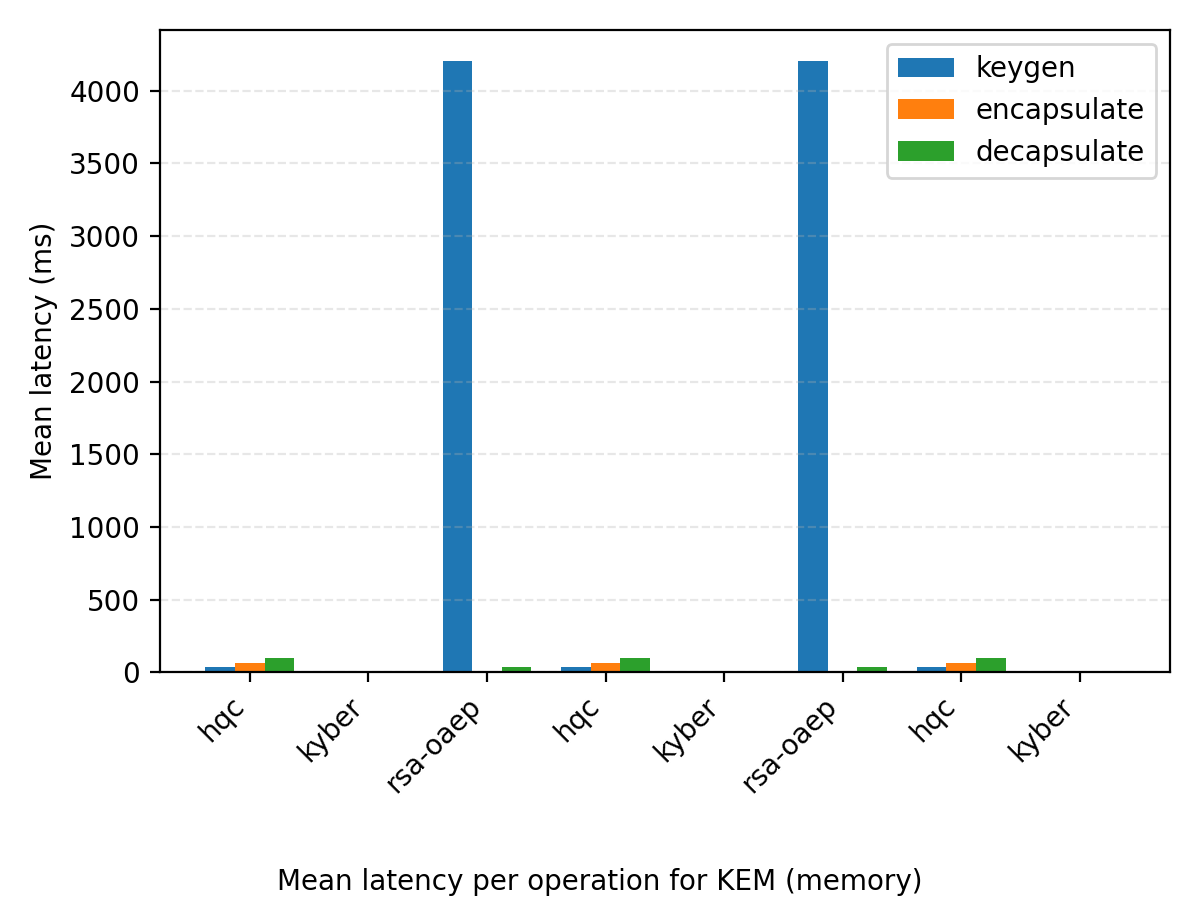 keygen
encapsulate
decapsulate
Mean latency (ms)
4000
3500
3000
2500
2000
1500
1000
500
0
hqc
kyber
rsa-oaep
hqc
kyber
rsa-oaep
hqc
kyber
Mean latency per operation for KEM (memory)